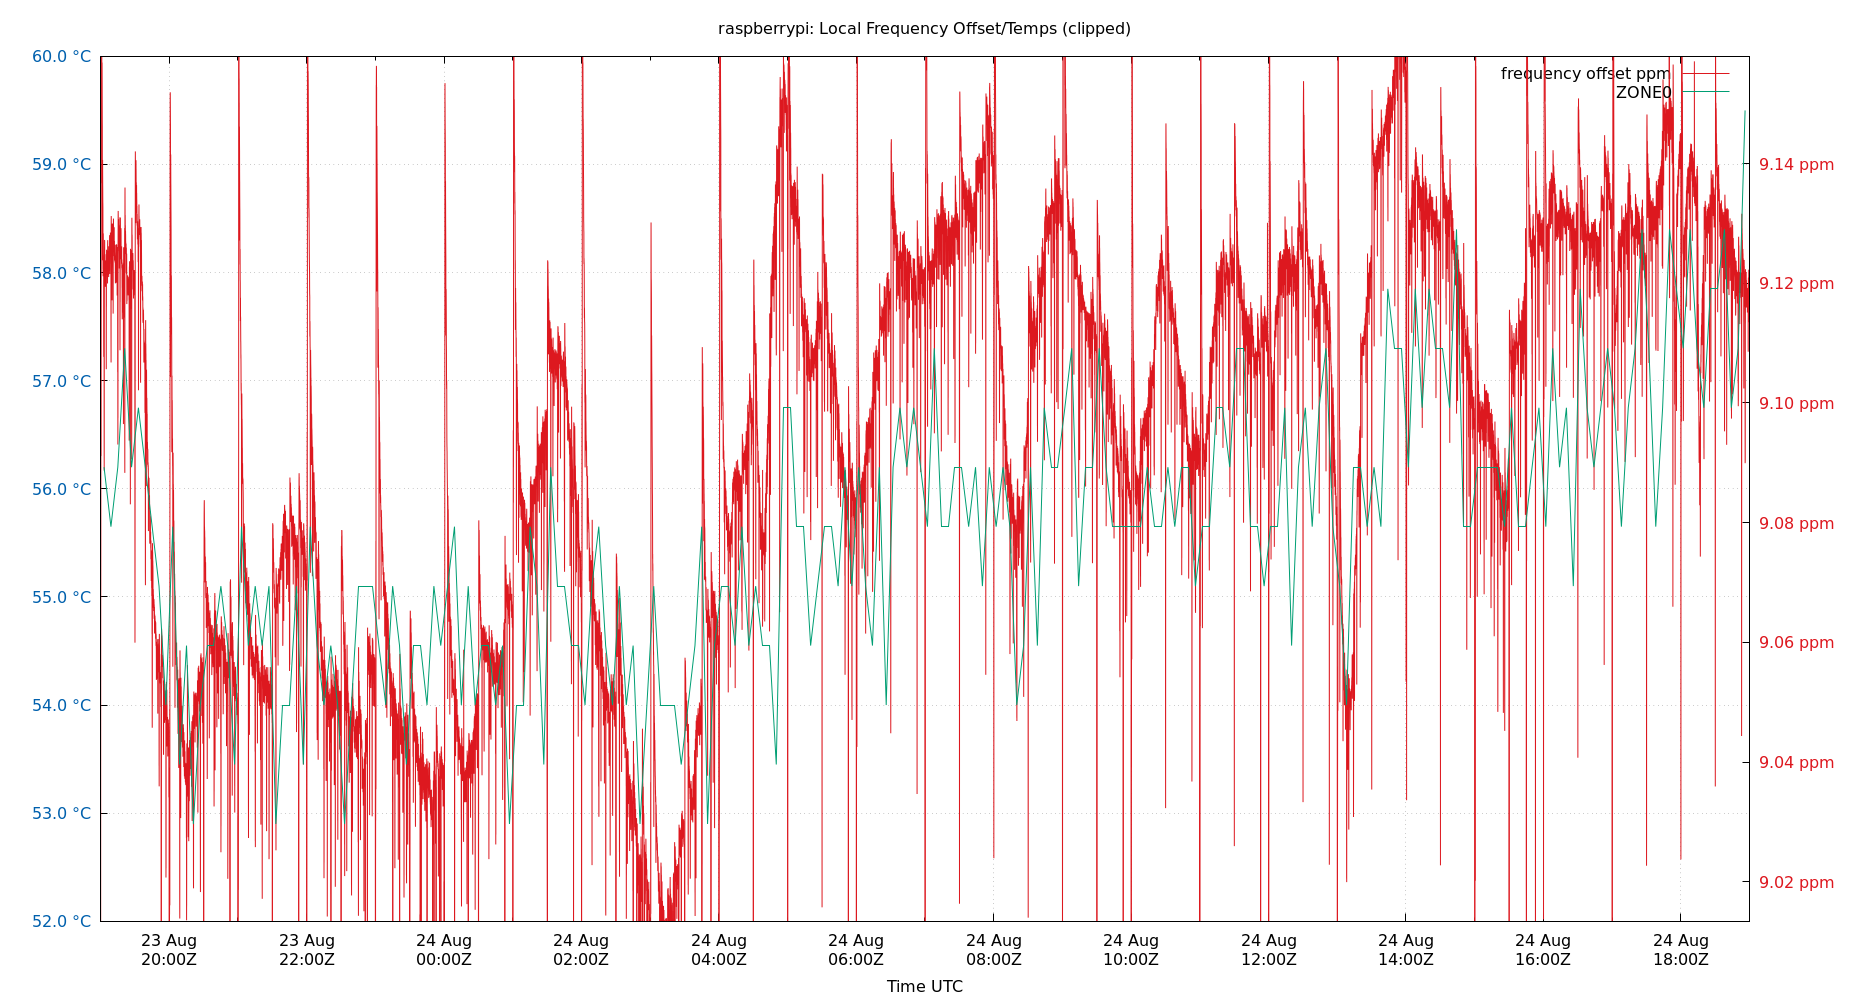 raspberrypi: Local Frequency Offset/Temps (clipped)
60.0 °C
59.0 °C
58.0 °C
57.0 °C
56.0 °C
55.0 °C
54.0 °C
53.0 °C
52.0 °C
frequency offset ppm
ZONE0
9.14 ppm
9.12 ppm
9.10 ppm
9.08 ppm
9.06 ppm
9.04 ppm
9.02 ppm
23 Aug 23 Aug 24 Aug 24 Aug 24 Aug 24 Aug 24 Aug 24 Aug 24 Aug 24 Aug 24 Aug 24 Aug
20:00Z 22:00Z 00:00Z 02:00Z 04:00Z 06:00Z 08:00Z 10:00Z 12:00Z 14:00Z 16:00Z 18:00Z
Time UTC